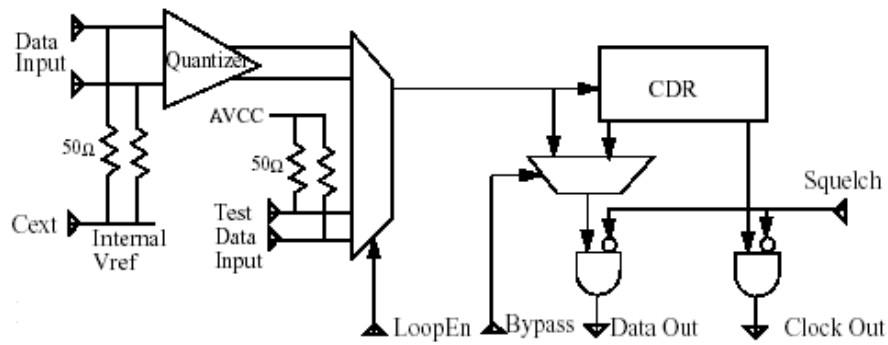 Data
Input
Quantizer
CDR
AVCC
50Ω
50Ω
Squelch
Test
Data
Input
Cext
Internal
Vref
LoopEn
Bypass
Data Out
Clock Out